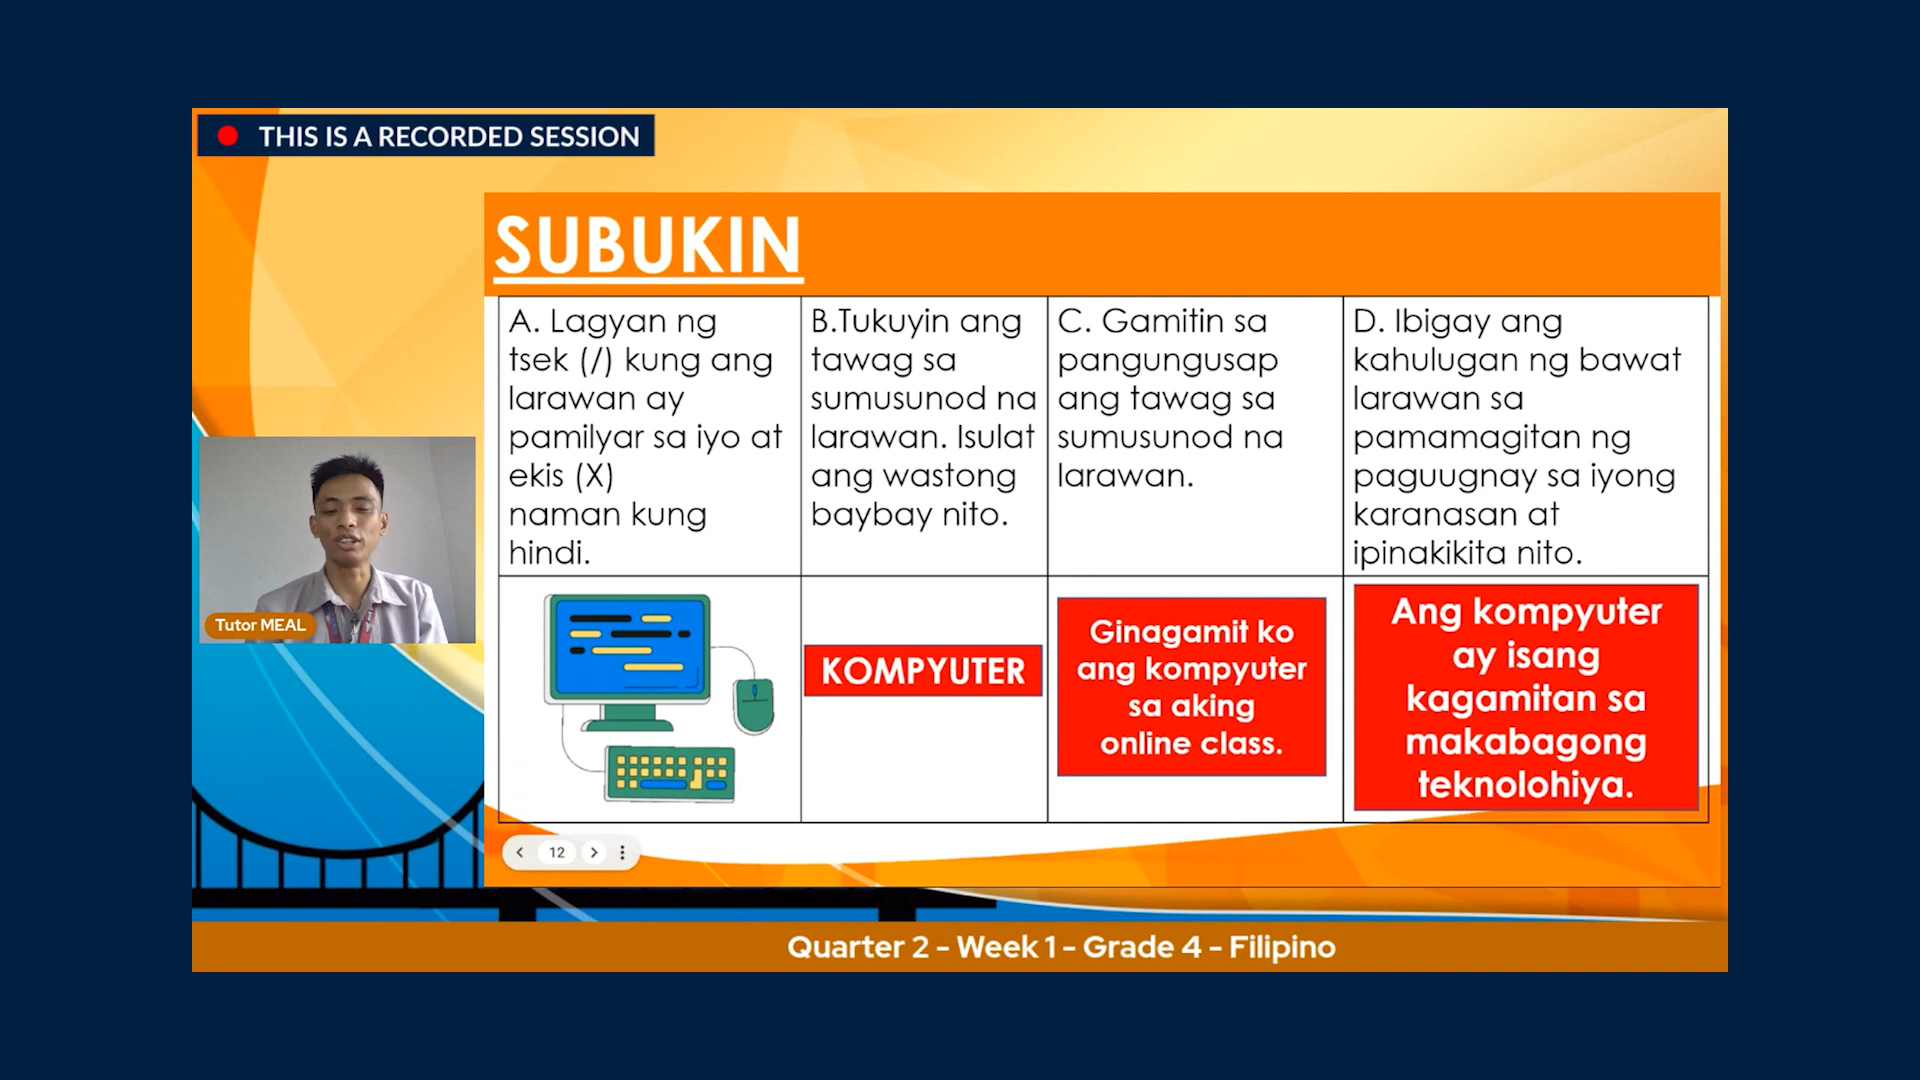 THIS IS A RECORDED SESSION
SUBUKIN
A. Lagyan ng
tsek (/) kung ang
larawan ay
pamilyar sa iyo at
ekis (X)
naman kung
hindi.
B.Tukuyin ang
tawag sa
sumusunod na
larawan. Isulat
ang wastong
baybay nito.
C. Gamitin sa
pangungusap
ang tawag sa
sumusunod na
larawan.
D. Ibigay ang
kahulugan ng bawat
larawan sa
pamamagitan ng
paguugnay sa iyong
karanasan at
ipinakikita nito.
KOMPYUTER
Ginagamit ko
ang kompyuter
sa aking
online class.
Ang kompyuter
ay isang
kagamitan sa
makabagong
teknolohiya.
Tutor MEAL
12
Quarter 2 - Week 1 - Grade 4 - Filipino